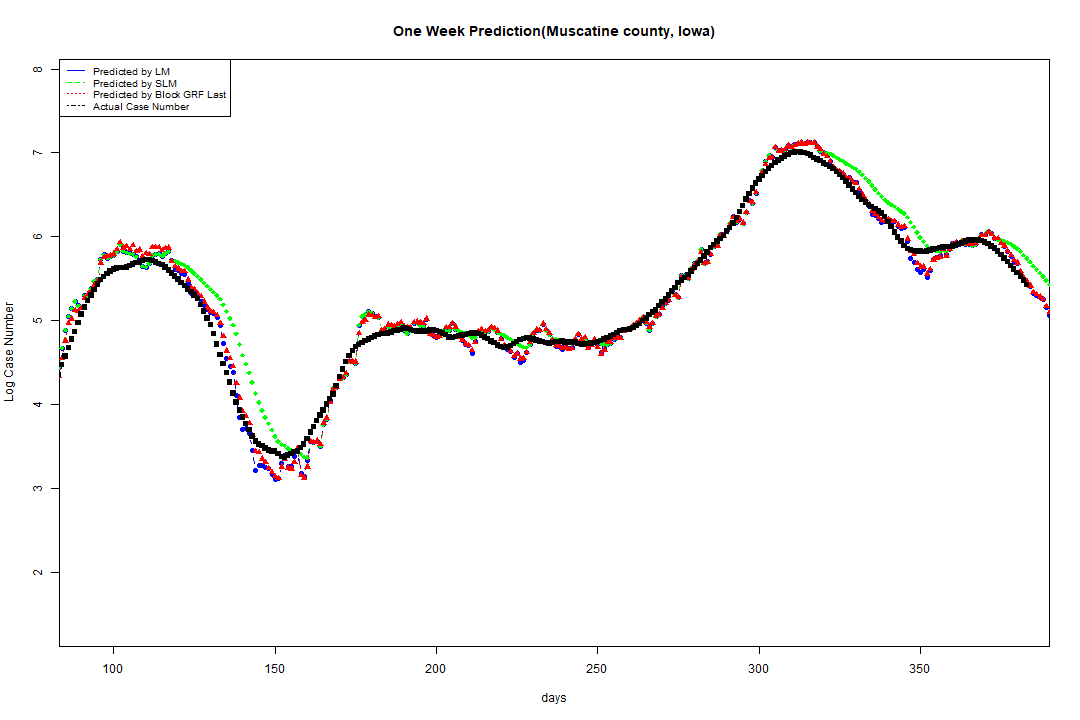 One Week Prediction(Muscatine county, Iowa)
Predicted by LM
Predicted by SLM
Predicted by Block GRF Last
Actual Case Number
Log Case Number
8
7
6
5
4
3
2
100 150 200 250 300 350
days